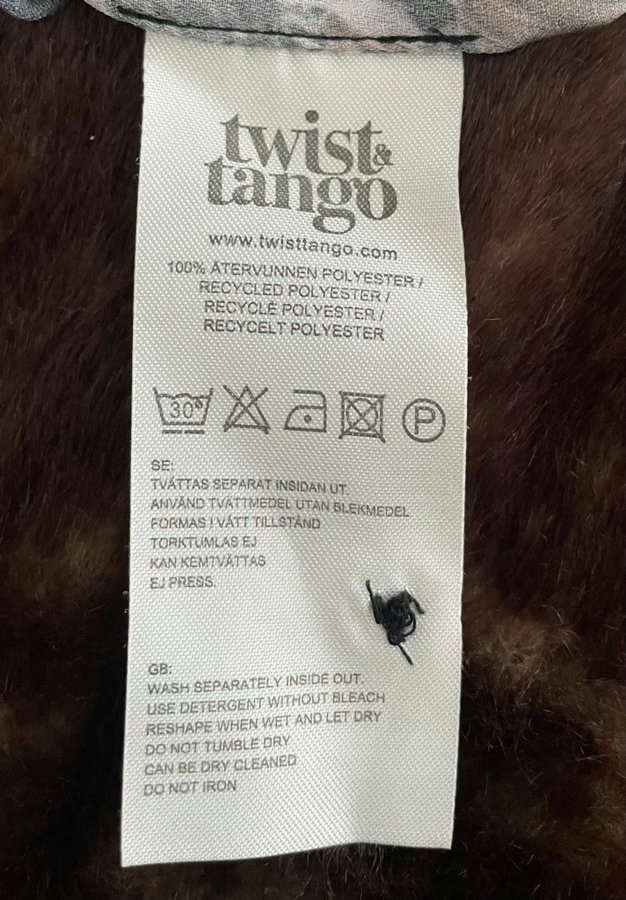 twist&
tango
www.twisttango.com
100% ÅTERVUNNEN POLYESTER /
RECYCLED POLYESTER /
RECYCLÉ POLYESTER /
RECYCELT POLYESTER
30° P
SE:
TVÄTTAS SEPARAT INSIDAN UT.
ANVÄND TVÄTTMEDEL UTAN BLEKMEDEL
FORMAS I VÅTT TILLSTÅND
TORKTUMLAS EJ
KAN KEMTVÄTTAS
EJ PRESS.
GB:
WASH SEPARATELY INSIDE OUT.
USE DETERGENT WITHOUT BLEACH
RESHAPE WHEN WET AND LET DRY
DO NOT TUMBLE DRY
CAN BE DRY CLEANED
DO NOT IRON